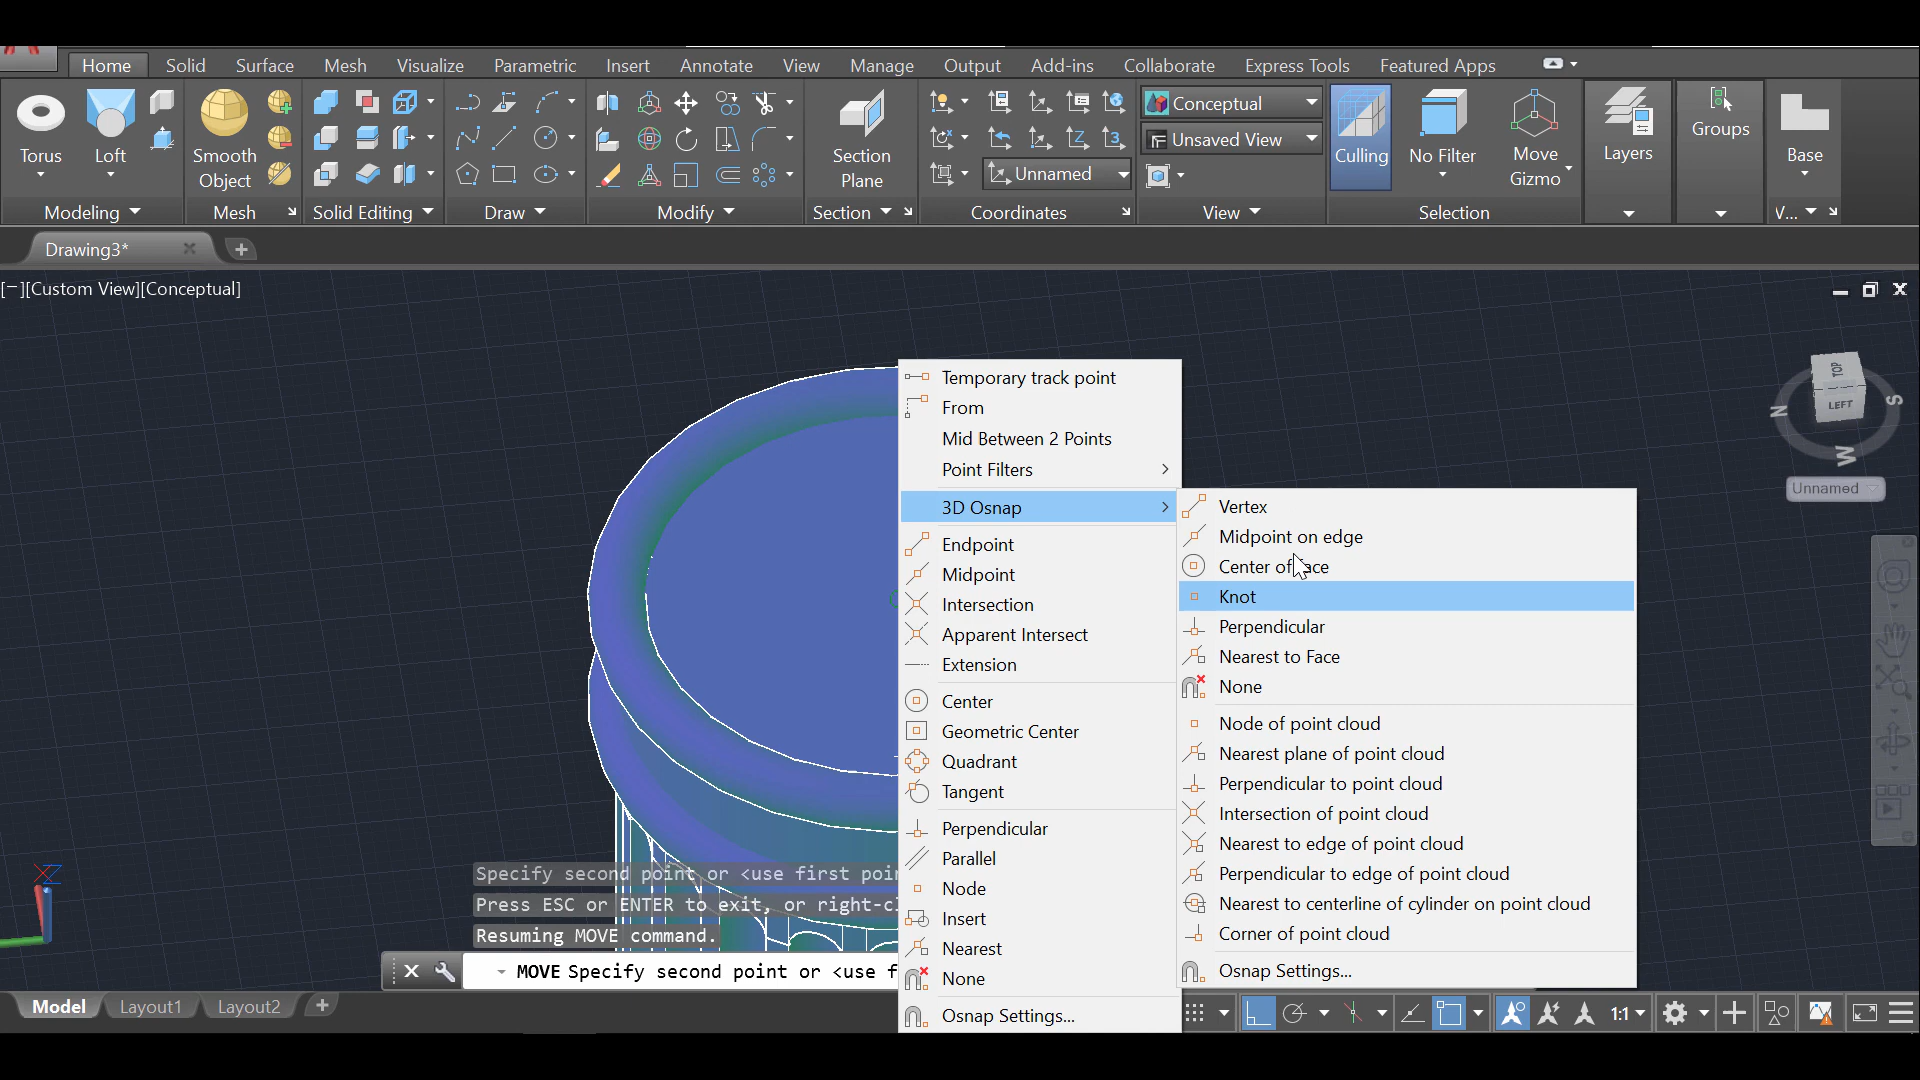 Home Solid Surface Mesh Visualize Parametric Insert Annotate View Manage Output Add-ins Collaborate Express Tools Featured Apps
Torus
Loft
Smooth
Object
Section
Plane
Conceptual
Unsaved View
Unnamed
Culling
No Filter
Move
Gizmo
Layers
Groups
Base
Modeling
Mesh
Solid Editing
Draw
Modify
Section
Coordinates
View
Selection
V...
Drawing3*
[−][Custom View][Conceptual]
TOP
LEFT
N
S
W
Unnamed
Temporary track point
From
Mid Between 2 Points
Point Filters
3D Osnap
Endpoint
Midpoint
Intersection
Apparent Intersect
Extension
Center
Geometric Center
Quadrant
Tangent
Perpendicular
Parallel
Node
Insert
Nearest
None
Osnap Settings...
Vertex
Midpoint on edge
Center of
Knot
Perpendicular
Nearest to Face
None
Node of point cloud
Nearest plane of point cloud
Perpendicular to point cloud
Intersection of point cloud
Nearest to edge of point cloud
Perpendicular to edge of point cloud
Nearest to centerline of cylinder on point cloud
Corner of point cloud
Osnap Settings...
XZ
Specify second point or <use first
Press ESC or ENTER to exit, or
Resuming MOVE command.
MOVE Specify second point or <use
Model Layout1 Layout2
1:1